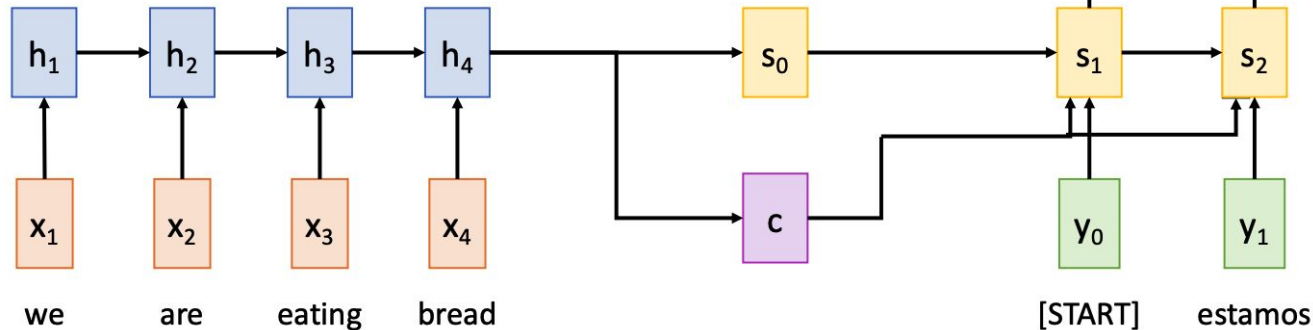 h₁ h₂ h₃ h₄ s₀ s₁ s₂
x₁ x₂ x₃ x₄ c y₀ y₁
we are eating bread [START] estamos